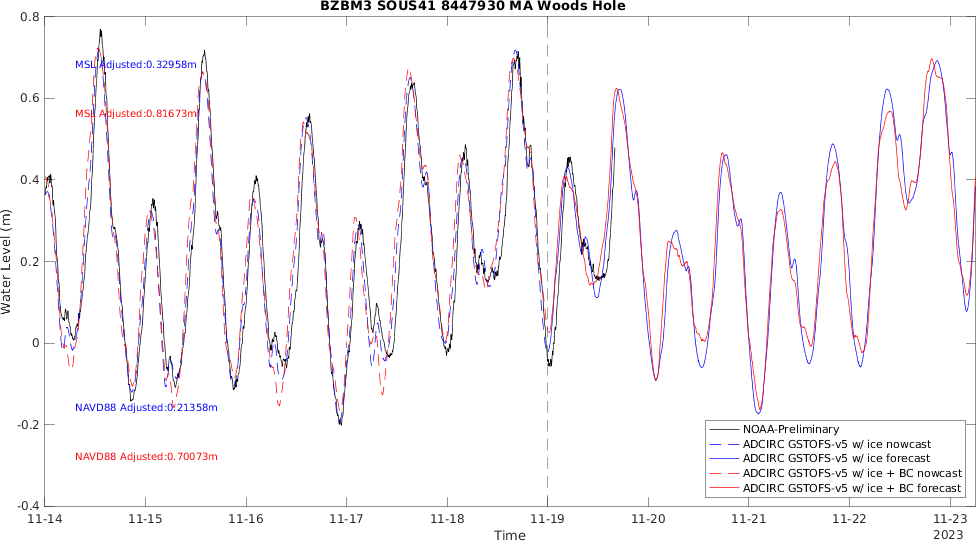 BZBM3 SOUS41 8447930 MA Woods Hole
0.8
0.6
0.4
0.2
0
-0.2
-0.4
Water Level (m)
MSL Adjusted:0.32958m
MSL Adjusted:0.81673m
NAVD88 Adjusted:0.21358m
NAVD88 Adjusted:0.70073m
NOAA-Preliminary
ADCIRC GSTOFS-v5 w/ ice nowcast
ADCIRC GSTOFS-v5 w/ ice forecast
ADCIRC GSTOFS-v5 w/ ice + BC nowcast
ADCIRC GSTOFS-v5 w/ ice + BC forecast
11-14 11-15 11-16 11-17 11-18 11-19 11-20 11-21 11-22 11-23
2023
Time